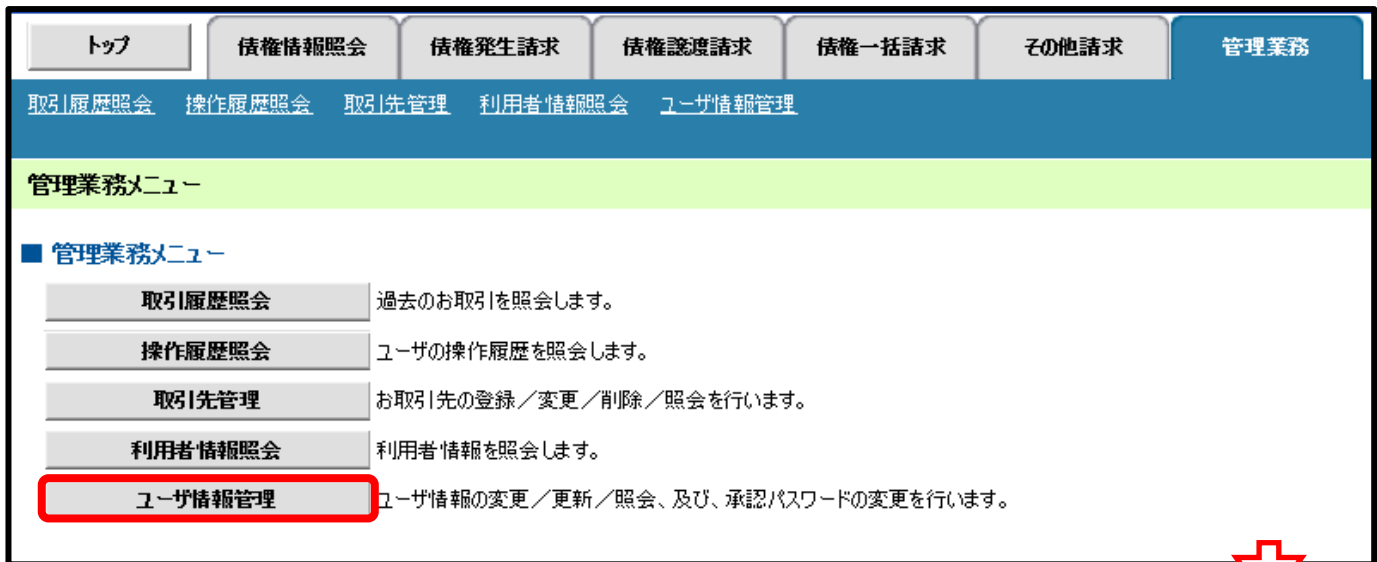 トップ 債権情報照会 債権発生請求 債権譲渡請求 債権一括請求 その他請求 管理業務
取引履歴照会 操作履歴照会 取引先管理 利用者情報照会 ユーザ情報管理
管理業務メニュー
■ 管理業務メニュー
取引履歴照会 過去のお取引を照会します。
操作履歴照会 ユーザの操作履歴を照会します。
取引先管理 お取引先の登録／変更／削除／照会を行います。
利用者情報照会 利用者情報を照会します。
ユーザ情報管理 ユーザ情報の変更／更新／照会、及び、承認パスワードの変更を行います。